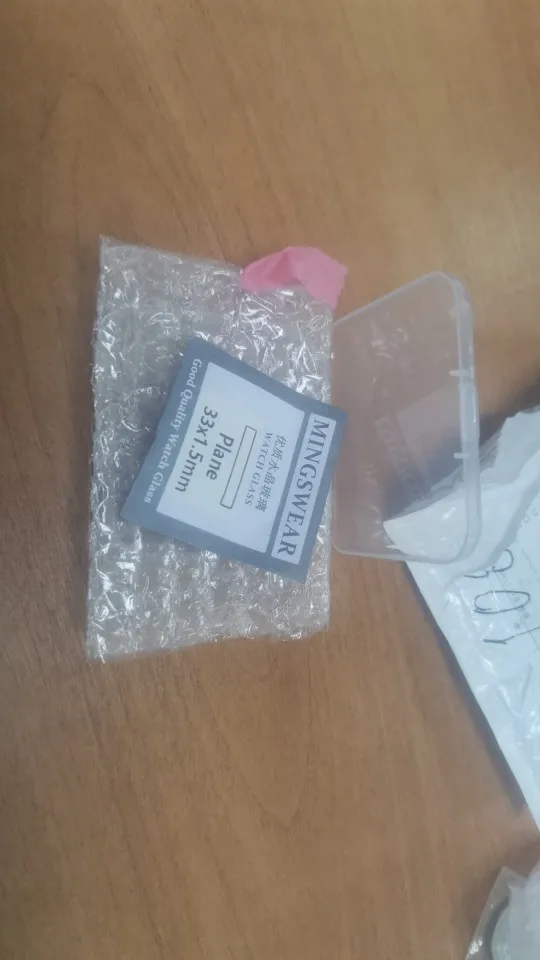 MINGSWEAR
优质水晶玻璃
WATCH GLASS
Plane
33x1.5mm
Good Quality Watch Glass